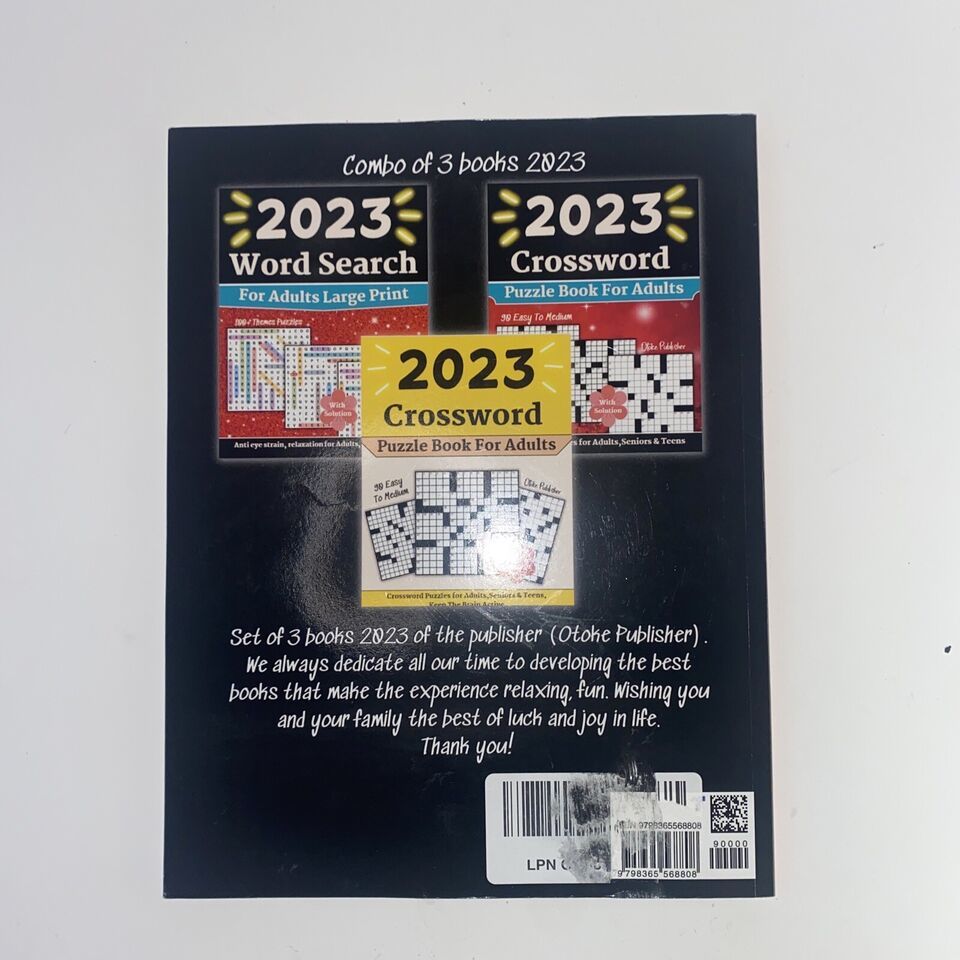 Combo of 3 books 2023
2023
Word Search
For Adults Large Print
100+ Themes Puzzles
With
Solution
Anti eye strain, relaxation for Adults,
2023
Crossword
Puzzle Book For Adults
90 Easy To Medium
Otoke Publisher
With
Solution
for Adults,Seniors & Teens
2023
Crossword
Puzzle Book For Adults
90 Easy
To Medium
Otoke Publisher
Crossword Puzzles for Adults,Seniors & Teens,
Keep The Brain Active
Set of 3 books 2023 of the publisher (Otoke Publisher).
We always dedicate all our time to developing the best
books that make the experience relaxing, fun. Wishing you
and your family the best of luck and joy in life.
Thank you!
LPN
9798365568808
90000
9 798365 568808